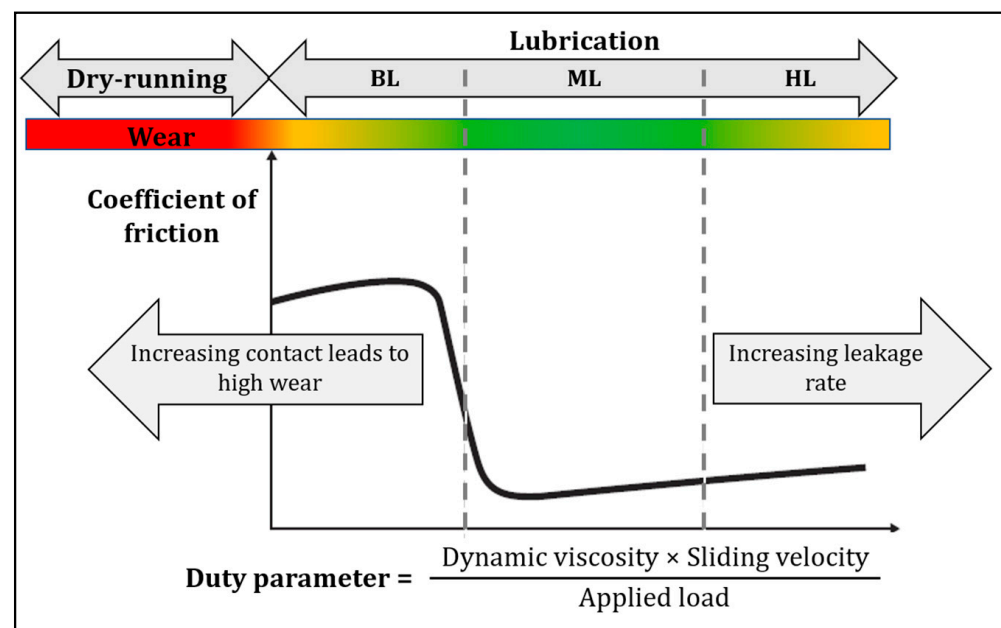 Lubrication
Dry-running
BL
ML
HL
Wear
Coefficient of
friction
Increasing contact leads to
high wear
Increasing leakage
rate
Duty parameter =
Dynamic viscosity × Sliding velocity
Applied load